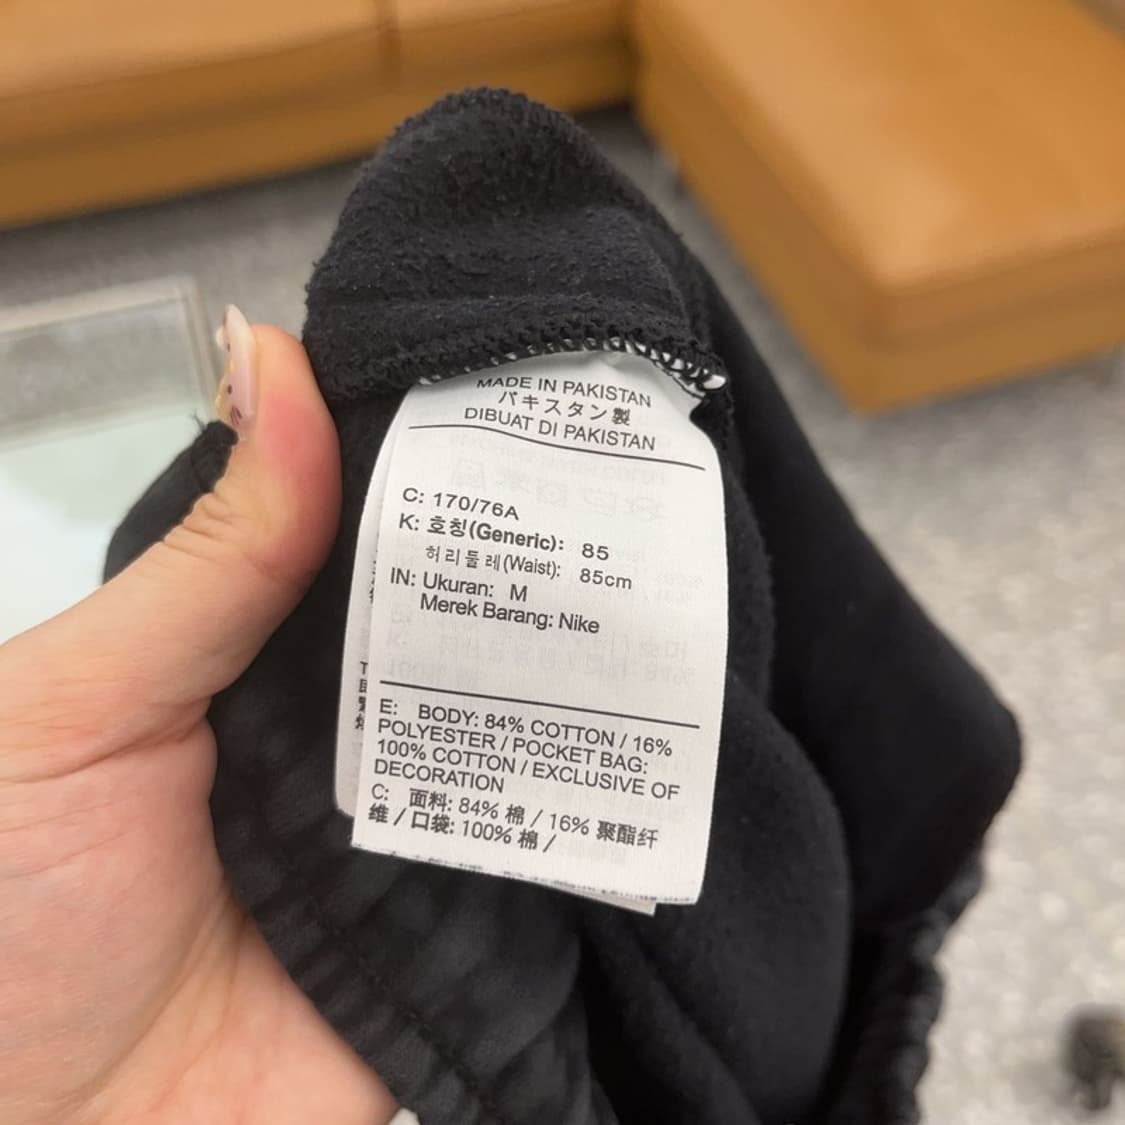 MADE IN PAKISTAN
パキスタン製
DIBUAT DI PAKISTAN
C: 170/76A
K: 호칭(Generic): 85
허리둘레(Waist): 85cm
IN: Ukuran: M
Merek Barang: Nike
E: BODY: 84% COTTON / 16%
POLYESTER / POCKET BAG:
100% COTTON / EXCLUSIVE OF
DECORATION
C: 面料: 84% 棉 / 16% 聚酯纤
维 / 口袋: 100% 棉 /